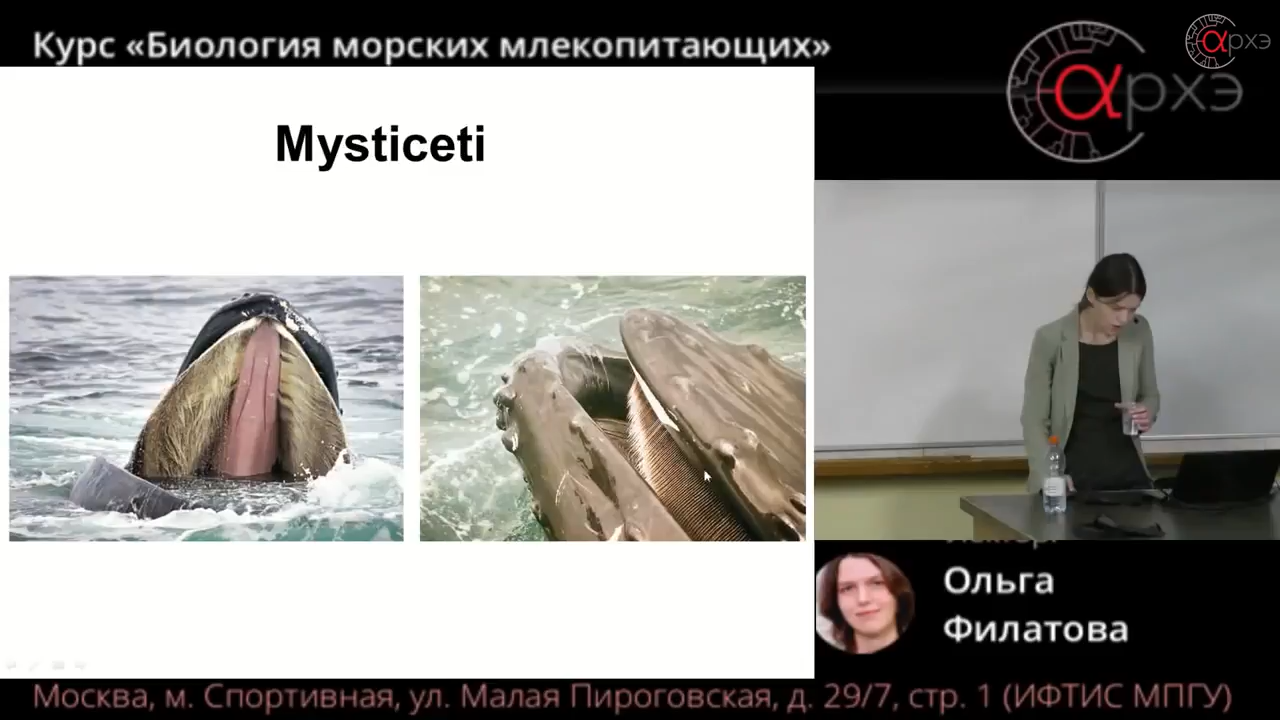 Курс «Биология морских млекопитающих»
αрхэ
αрхэ
Mysticeti
Ольга
Филатова
Москва, м. Спортивная, ул. Малая Пироговская, д. 29/7, стр. 1 (ИФТИС МПГУ)